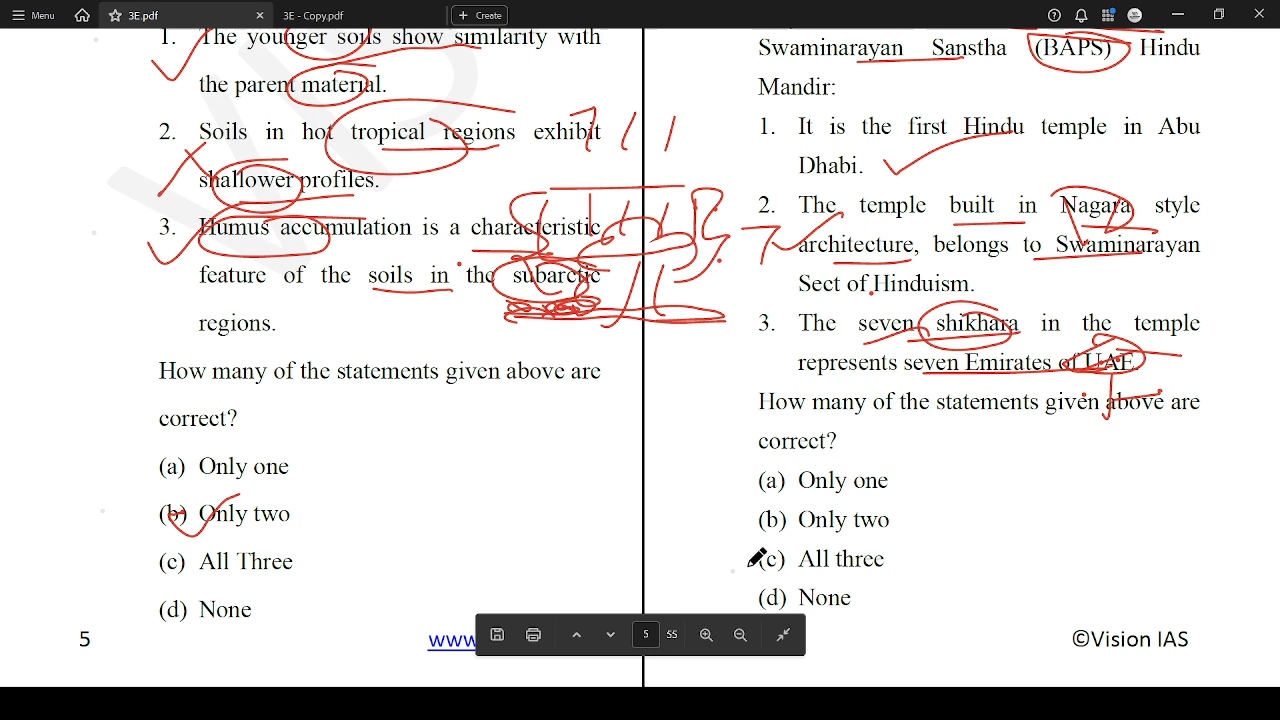 Menu
3E.pdf
3E - Copy.pdf
Create
1. The younger soils show similarity with
the parent material.
2. Soils in hot tropical regions exhibit
shallower profiles.
3. Humus accumulation is a characteristic
feature of the soils in the subarctic
regions.
How many of the statements given above are
correct?
(a) Only one
(b) Only two
(c) All Three
(d) None
5
www.
Swaminarayan Sanstha (BAPS) Hindu
Mandir:
1. It is the first Hindu temple in Abu
Dhabi.
2. The temple built in Nagara style
architecture, belongs to Swaminarayan
Sect of Hinduism.
3. The seven shikhara in the temple
represents seven Emirates of UAE.
How many of the statements given above are
correct?
(a) Only one
(b) Only two
(c) All three
(d) None
©Vision IAS
5 55